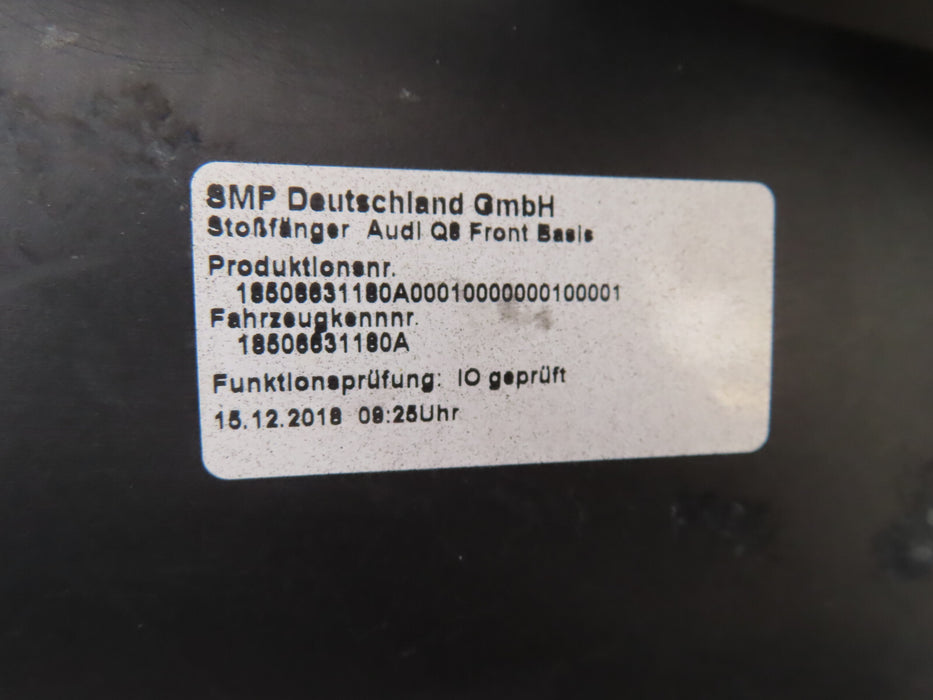 SMP Deutschland GmbH
Stoßfänger Audi Q8 Front Basis
Produktionsnr.
18506631180A00010000000100001
Fahrzeugkennnr.
18506631180A
Funktionsprüfung: IO geprüft
15.12.2018 09:25Uhr